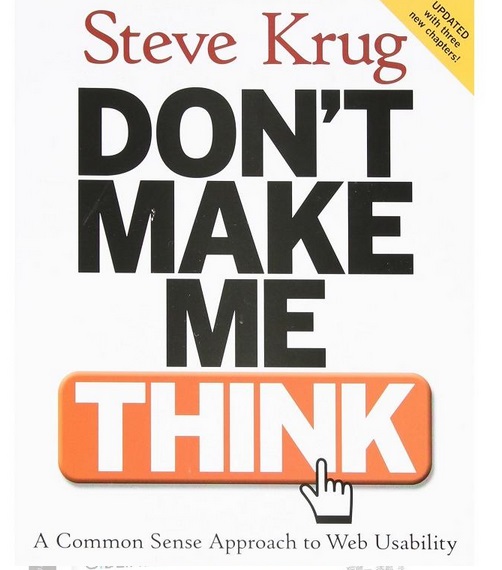 Steve Krug
UPDATED
with three
new chapters!
DON'T
MAKE
ME
THINK
A Common Sense Approach to Web Usability